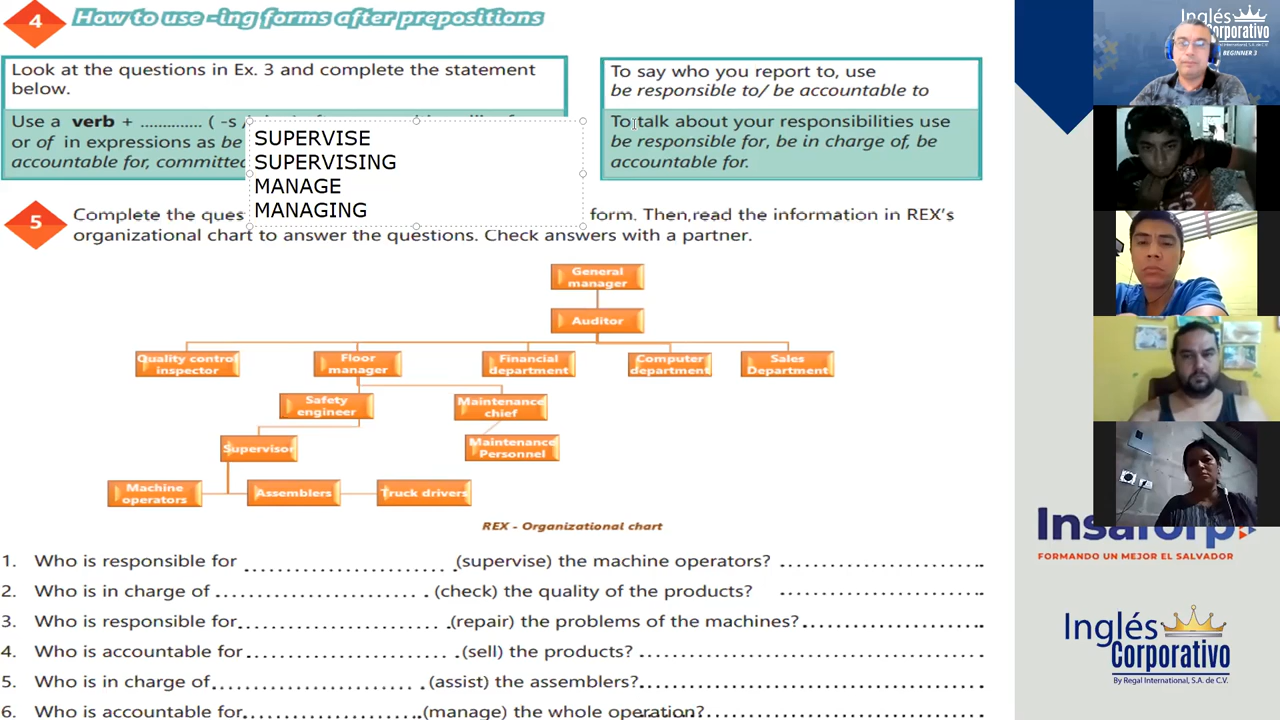 4 How to use -ing forms after prepositions
Look at the questions in Ex. 3 and complete the statement
below.
Use a verb + .............. ( -s /
or of in expressions as be
accountable for, committed
To say who you report to, use
be responsible to/ be accountable to
To talk about your responsibilities use
be responsible for, be in charge of, be
accountable for.
SUPERVISE
SUPERVISING
MANAGE
MANAGING
5 Complete the ques form. Then,read the information in REX's
organizational chart to answer the questions. Check answers with a partner.
General
manager
Auditor
Quality control
inspector
Floor
manager
Financial
department
Computer
department
Sales
Department
Safety
engineer
Maintenance
chief
Supervisor
Maintenance
Personnel
Machine
operators
Assemblers
Truck drivers
REX - Organizational chart
1. Who is responsible for ........................... (supervise) the machine operators? ...........................
2. Who is in charge of ........................... (check) the quality of the products? ...........................
3. Who is responsible for........................... (repair) the problems of the machines?...........................
4. Who is accountable for........................... (sell) the products? ...........................
5. Who is in charge of........................... (assist) the assemblers?...........................
6. Who is accountable for........................... (manage) the whole operation?...........................
Inglés
Corporativo
BEGINNER 3
Insaforp
FORMANDO UN MEJOR EL SALVADOR
Inglés
Corporativo
By Regal International, S.A. de C.V.